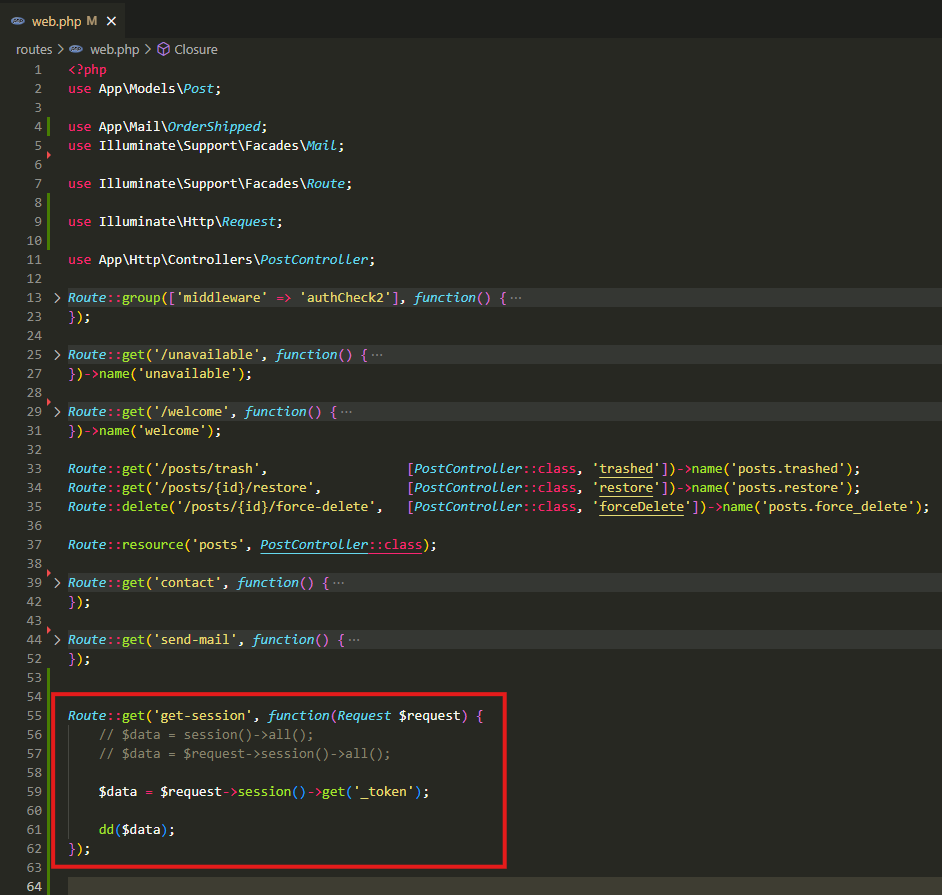 web.php M ×
routes > web.php > Closure
1 <?php
2 use App\Models\Post;
3
4 use App\Mail\OrderShipped;
5 use Illuminate\Support\Facades\Mail;
6
7 use Illuminate\Support\Facades\Route;
8
9 use Illuminate\Http\Request;
10
11 use App\Http\Controllers\PostController;
12
13 > Route::group(['middleware' => 'authCheck2'], function() { ···
23 });
24
25 > Route::get('/unavailable', function() { ···
27 })->name('unavailable');
28
29 > Route::get('/welcome', function() { ···
31 })->name('welcome');
32
33 Route::get('/posts/trash', [PostController::class, 'trashed'])->name('posts.trashed');
34 Route::get('/posts/{id}/restore', [PostController::class, 'restore'])->name('posts.restore');
35 Route::delete('/posts/{id}/force-delete', [PostController::class, 'forceDelete'])->name('posts.force_delete');
36
37 Route::resource('posts', PostController::class);
38
39 > Route::get('contact', function() { ···
42 });
43
44 > Route::get('send-mail', function() { ···
52 });
53
54
55 Route::get('get-session', function(Request $request) {
56 // $data = session()->all();
57 // $data = $request->session()->all();
58
59 $data = $request->session()->get('_token');
60
61 dd($data);
62 });
63
64